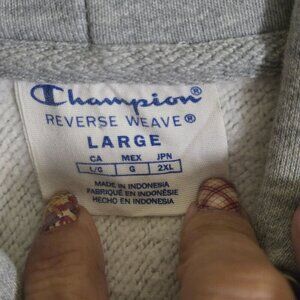 Champion®
REVERSE WEAVE®
LARGE
CA MEX JPN
L/G G 2XL
MADE IN INDONESIA
FABRIQUÉ EN INDONÉSIE
HECHO EN INDONESIA